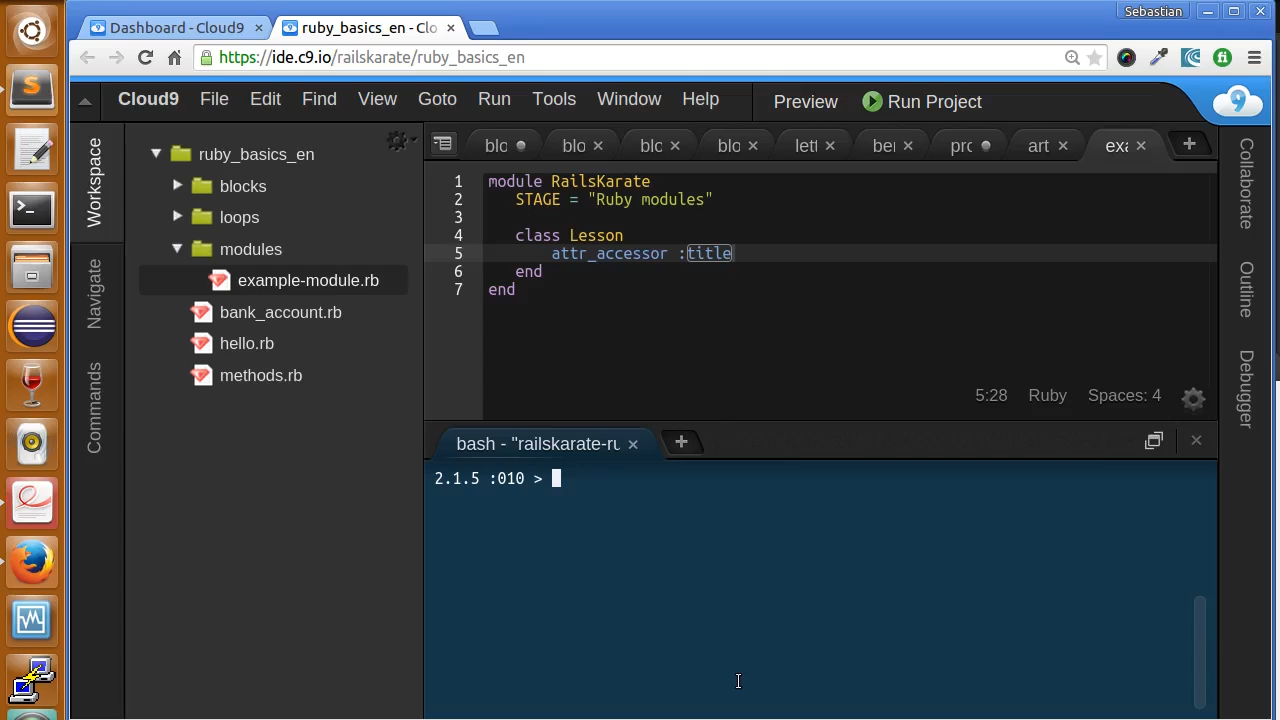 Sebastian
Dashboard - Cloud9
ruby_basics_en - Clo
https://ide.c9.io/railskarate/ruby_basics_en
Cloud9 File Edit Find View Goto Run Tools Window Help Preview Run Project
Workspace
Navigate
Commands
ruby_basics_en
blocks
loops
modules
example-module.rb
bank_account.rb
hello.rb
methods.rb
blo blo blo blo lett ber prc art exa
1 module RailsKarate
2 STAGE = "Ruby modules"
3
4 class Lesson
5 attr_accessor :title
6 end
7 end
5:28 Ruby Spaces: 4
bash - "railskarate-ru
2.1.5 :010 >
Collaborate
Outline
Debugger